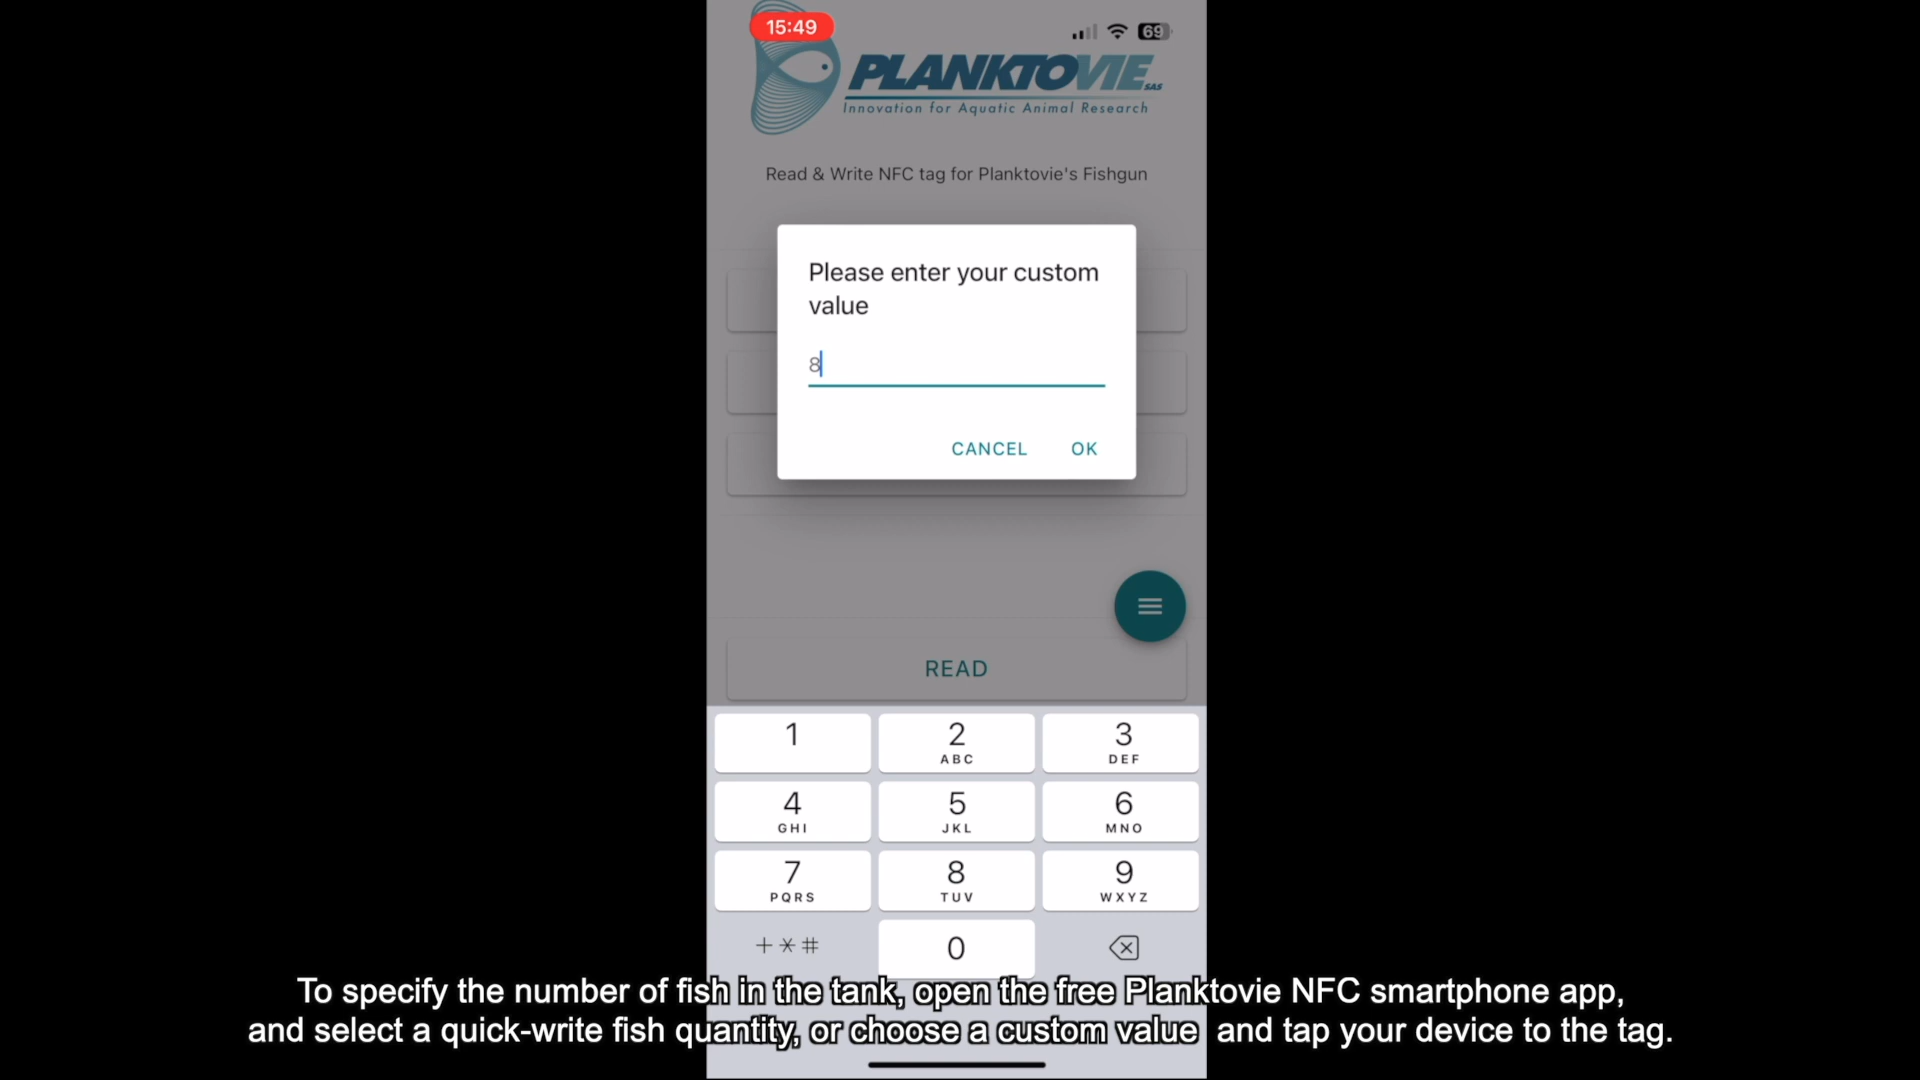 15:49
69
PLANKTOVIE SAS
Innovation for Aquatic Animal Research
Read & Write NFC tag for Planktovie's Fishgun
Please enter your custom
value
8
CANCEL OK
READ
1 2 3
ABC DEF
4 5 6
GHI JKL MNO
7 8 9
PQRS TUV WXYZ
+*# 0
To specify the number of fish in the tank, open the free Planktovie NFC smartphone app,
and select a quick-write fish quantity, or choose a custom value and tap your device to the tag.